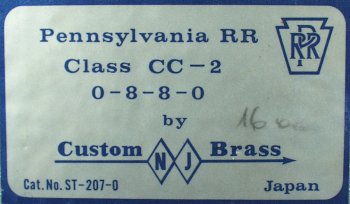 Pennsylvania RR
PRR
Class CC-2
0-8-8-0
by
16
Custom NJ Brass
Cat. No. ST-207-0 Japan